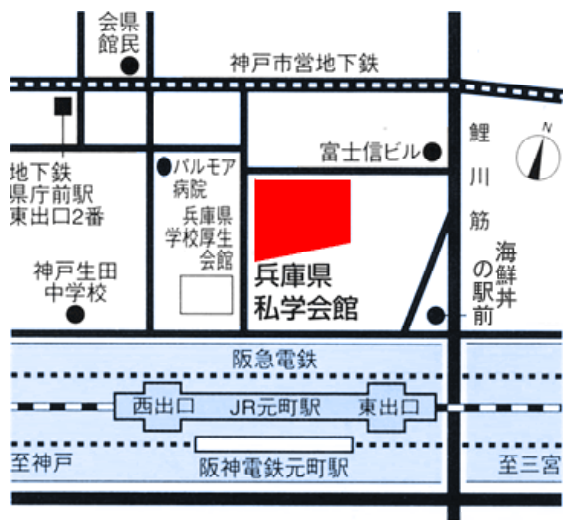 県民
会館
神戸市営地下鉄
富士信ビル
N
鯉川筋
地下鉄
県庁前駅
東出口2番
パルモア
病院
兵庫県
学校厚生
会館
神戸生田
中学校
兵庫県
私学会館
海鮮丼
の駅前
阪急電鉄
西出口
JR元町駅
東出口
至神戸
阪神電鉄元町駅
至三宮